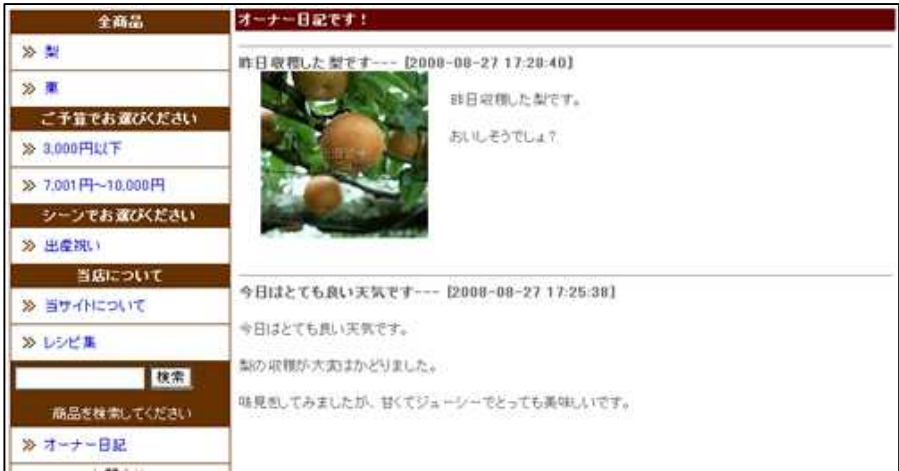 全商品
梨
栗
ご予算でお選びください
3,000円以下
7,001円～10,000円
シーンでお選びください
出産祝い
当店について
当サイトについて
レシピ集
検索
商品を検索してください
オーナー日記
オーナー日記です！
昨日収穫した梨です--- [2008-08-27 17:28:40]
昨日収穫した梨です。
おいしそうでしょ？
今日はとても良い天気です--- [2008-08-27 17:25:38]
今日はとても良い天気です。
梨の収穫が大変はかどりました。
味見をしてみましたが、甘くてジューシーでとっても美味しいです。